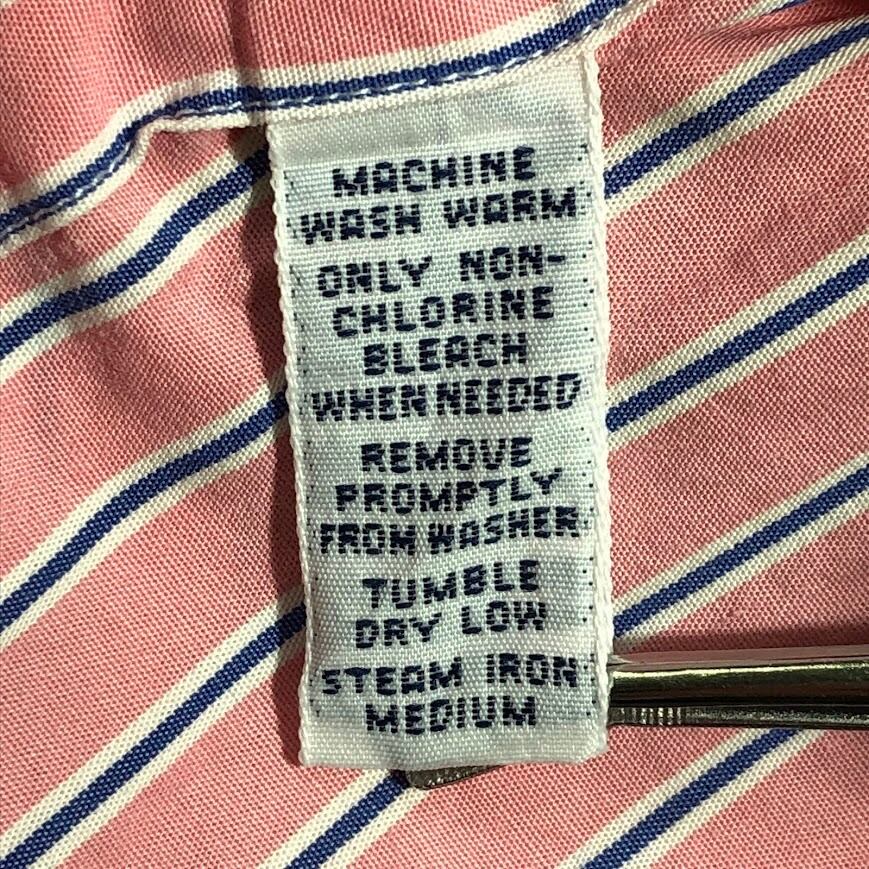 MACHINE
WASH WARM
ONLY NON-
CHLORINE
BLEACH
WHEN NEEDED
REMOVE
PROMPTLY
FROM WASHER
TUMBLE
DRY LOW
STEAM IRON
MEDIUM